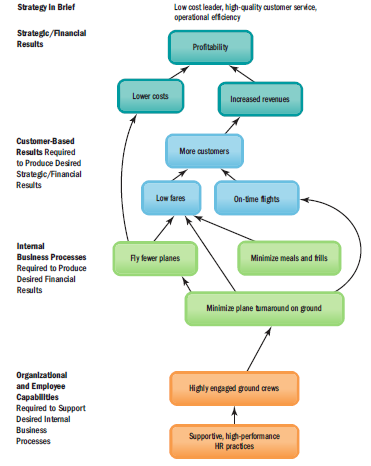 Strategy in Brief
Low cost leader, high-quality customer service,
operational efficiency
Strategic/Financial
Results
Profitability
Lower costs
Increased revenues
Customer-Based
Results Required
to Produce Desired
Strategic/Financial
Results
More customers
Low fares
On-time flights
Internal
Business Processes
Required to Produce
Desired Financial
Results
Fly fewer planes
Minimize meals and frills
Minimize plane turnaround on ground
Organizational
and Employee
Capabilities
Required to Support
Desired Internal
Business
Processes
Highly engaged ground crews
Supportive, high-performance
HR practices